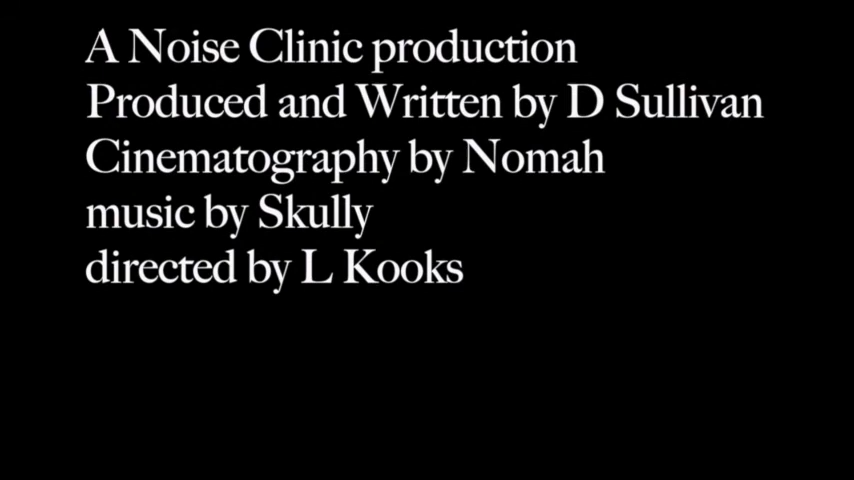 A Noise Clinic production
Produced and Written by D Sullivan
Cinematography by Nomah
music by Skully
directed by L Kooks